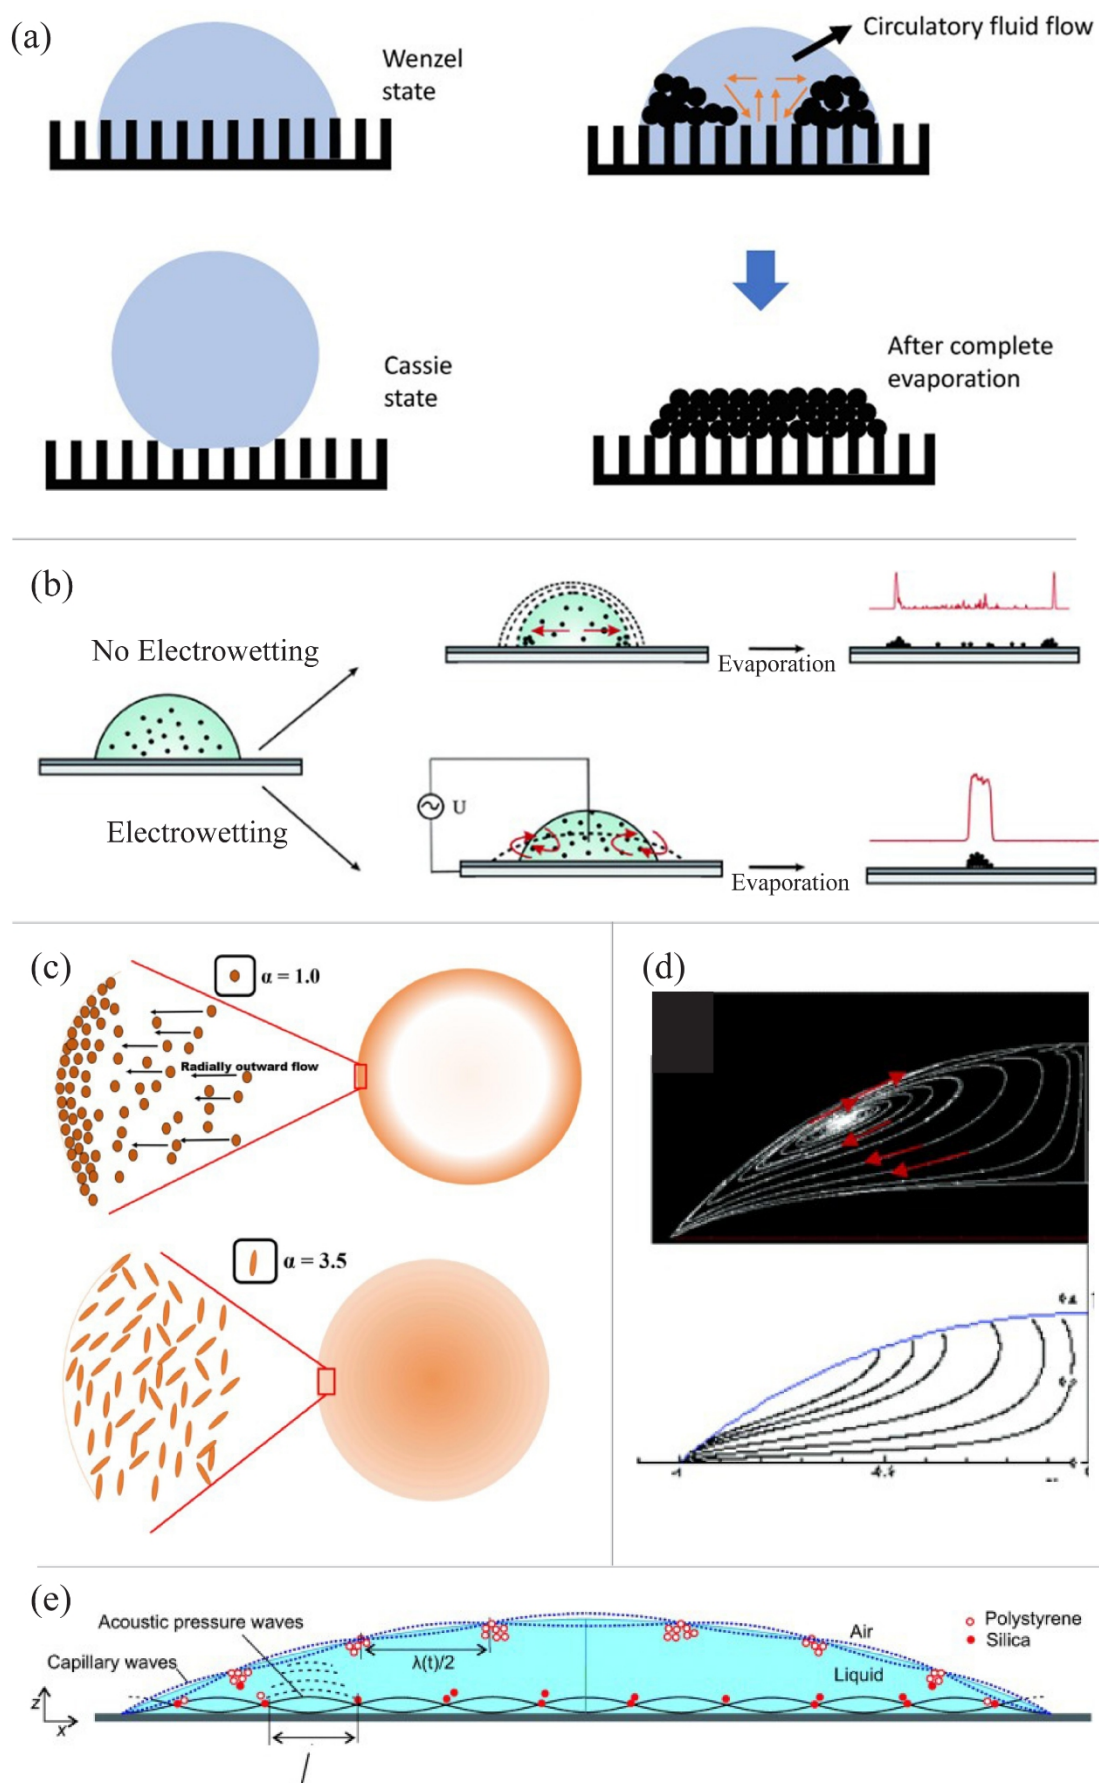 (a)
Wenzel
state
Circulatory fluid flow
Cassie
state
After complete
evaporation
(b)
No Electrowetting
Evaporation
Electrowetting
U
Evaporation
(c)
α = 1.0
Radially outward flow
α = 3.5
(d)
-1
(e)
Acoustic pressure waves
Capillary waves
λ(t)/2
Air
Liquid
Polystyrene
Silica
z
x
l